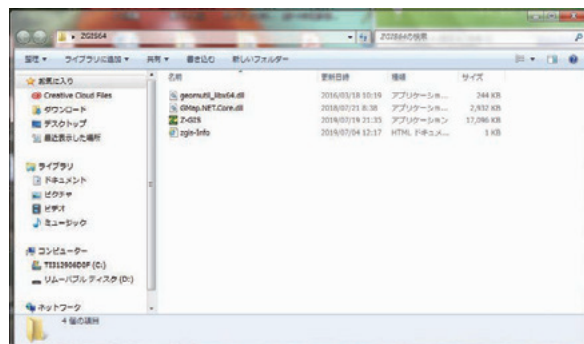 ZGIS64
ZGIS64の検索
整理 ライブラリに追加 共有 書き込む 新しいフォルダー
お気に入り
Creative Cloud Files
ダウンロード
デスクトップ
最近表示した場所
ライブラリ
ドキュメント
ピクチャ
ビデオ
ミュージック
コンピューター
リムーバブル ディスク (D:)
ネットワーク
名前 更新日時 種類 サイズ
geomutil_libx64.dll 2016/03/18 10:19 アプリケーショ... 244 KB
GMap.NET.Core.dll 2018/07/21 8:38 アプリケーショ... 2,932 KB
Z-GIS 2019/07/19 21:35 アプリケーション 17,096 KB
zgis-Info 2019/07/04 12:17 HTML ドキュメ... 1 KB
4 個の項目